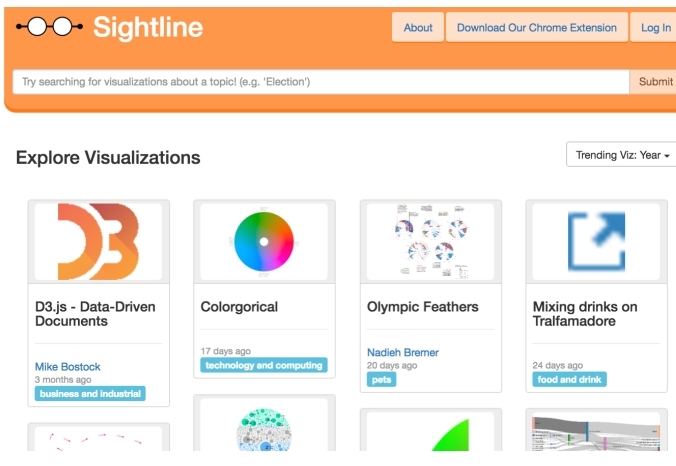 Sightline
About
Download Our Chrome Extension
Log In
Try searching for visualizations about a topic! (e.g. 'Election')
Submit
Explore Visualizations
Trending Viz: Year
D3.js - Data-Driven
Documents
Mike Bostock
3 months ago
business and industrial
Colorgorical
17 days ago
technology and computing
Olympic Feathers
Nadieh Bremer
20 days ago
pets
Mixing drinks on
Tralfamadore
24 days ago
food and drink